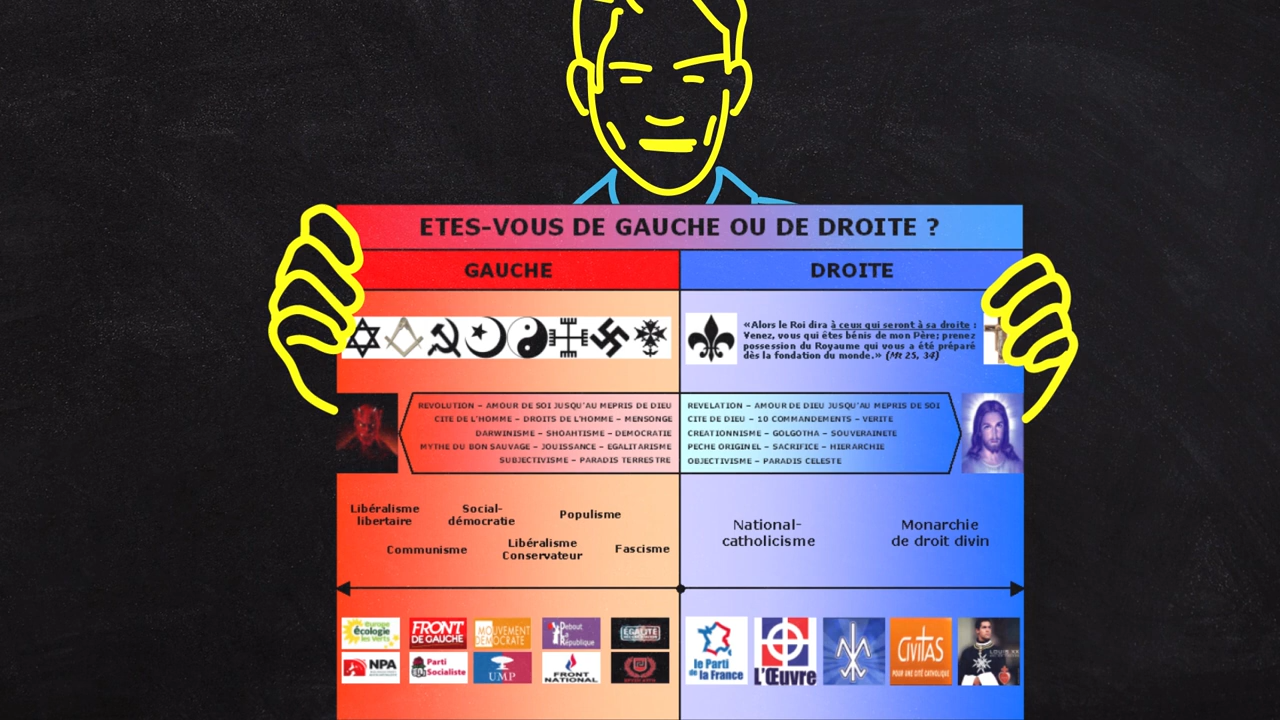 ETES-VOUS DE GAUCHE OU DE DROITE ?
GAUCHE
DROITE
«Alors le Roi dira à ceux qui seront à sa droite :
Venez, vous qui êtes bénis de mon Père; prenez
possession du Royaume qui vous a été préparé
dès la fondation du monde.» (Mt 25, 34)
REVOLUTION – AMOUR DE SOI JUSQU'AU MEPRIS DE DIEU
CITE DE L'HOMME – DROITS DE L'HOMME – MENSONGE
DARWINISME – SHOAHTISME – DEMOCRATIE
MYTHE DU BON SAUVAGE – JOUISSANCE – EGALITARISME
SUBJECTIVISME – PARADIS TERRESTRE
REVELATION – AMOUR DE DIEU JUSQU'AU MEPRIS DE SOI
CITE DE DIEU – 10 COMMANDEMENTS – VERITE
CREATIONNISME – GOLGOTHA – SOUVERAINETE
PECHE ORIGINEL – SACRIFICE – HIERARCHIE
OBJECTIVISME – PARADIS CELESTE
Libéralisme
libertaire
Social-
démocratie
Populisme
Communisme
Libéralisme
Conservateur
Fascisme
National-
catholicisme
Monarchie
de droit divin
europe
écologie
les verts
FRONT
DE GAUCHE
MOUVEMENT
DEMOCRATE
Debout
La
République
EGALITE
NPA
Parti
Socialiste
UMP
FRONT
NATIONAL
le Parti
de la France
L'Œuvre
CIVITAS
POUR UNE CITÉ CATHOLIQUE
LOUIS XX